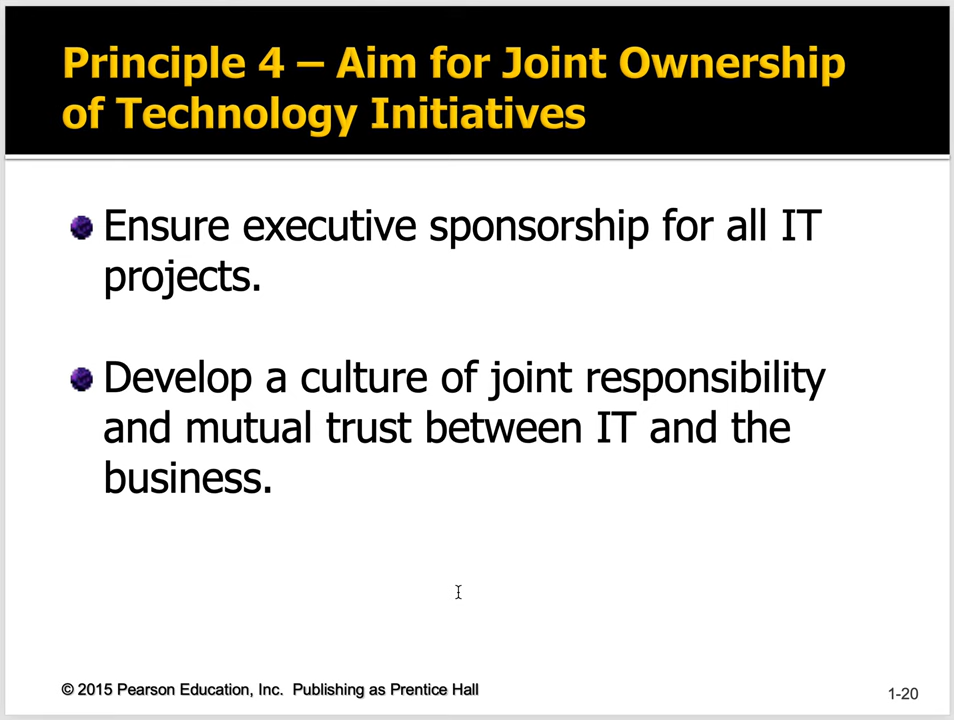 Principle 4 – Aim for Joint Ownership
of Technology Initiatives
Ensure executive sponsorship for all IT
projects.
Develop a culture of joint responsibility
and mutual trust between IT and the
business.
© 2015 Pearson Education, Inc. Publishing as Prentice Hall
1-20